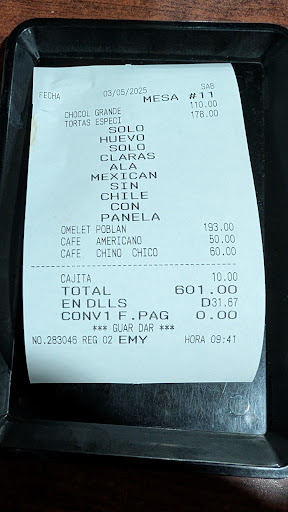 FECHA 03/05/2025 SAB
MESA #11
CHOCOL GRANDE 110.00
TORTAS ESPECI 178.00
SOLO
HUEVO
SOLO
CLARAS
ALA
MEXICAN
SIN
CHILE
CON
PANELA
OMELET POBLAN 193.00
CAFE AMERICANO 50.00
CAFE CHINO CHICO 60.00
CAJITA 10.00
TOTAL 601.00
EN DLLS D31.67
CONV1 F.PAG 0.00
*** GUAR DAR ***
NO.283046 REG 02 EMY HORA 09:41